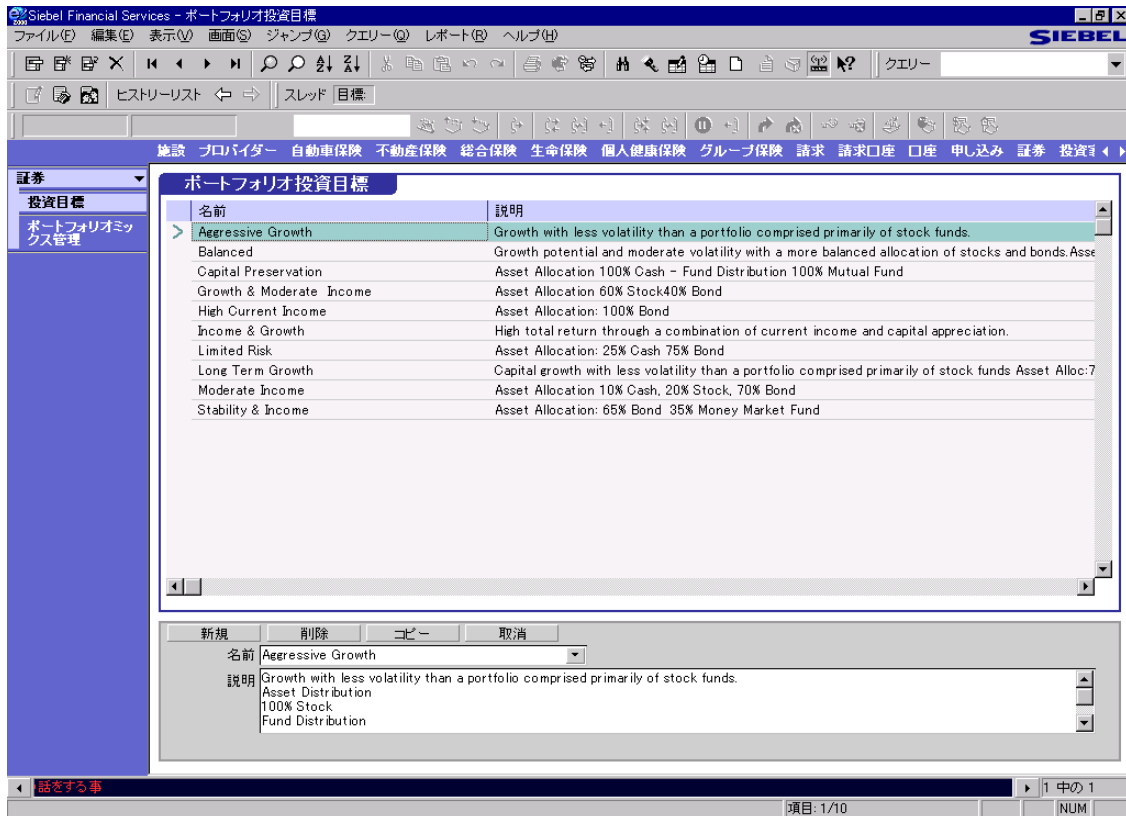 Siebel Financial Services - ポートフォリオ投資目標
ファイル(F) 編集(E) 表示(V) 画面(S) ジャンプ(G) クエリー(Q) レポート(R) ヘルプ(H)
SIEBEL
クエリー
ヒストリーリスト スレッド 目標:
施設 プロバイダー 自動車保険 不動産保険 総合保険 生命保険 個人健康保険 グループ保険 請求 請求口座 口座 申し込み 証券 投資
証券
投資目標
ポートフォリオミックス管理
ポートフォリオ投資目標
名前 説明
Aggressive Growth Growth with less volatility than a portfolio comprised primarily of stock funds.
Balanced Growth potential and moderate volatility with a more balanced allocation of stocks and bonds.Asse
Capital Preservation Asset Allocation 100% Cash - Fund Distribution 100% Mutual Fund
Growth & Moderate Income Asset Allocation 60% Stock40% Bond
High Current Income Asset Allocation: 100% Bond
Income & Growth High total return through a combination of current income and capital appreciation.
Limited Risk Asset Allocation: 25% Cash 75% Bond
Long Term Growth Capital growth with less volatility than a portfolio comprised primarily of stock funds Asset Alloc:7
Moderate Income Asset Allocation 10% Cash, 20% Stock, 70% Bond
Stability & Income Asset Allocation: 65% Bond 35% Money Market Fund
新規 削除 コピー 取消
名前 Aggressive Growth
説明 Growth with less volatility than a portfolio comprised primarily of stock funds.
Asset Distribution
100% Stock
Fund Distribution
話をする事
1 中の 1
項目: 1/10
NUM